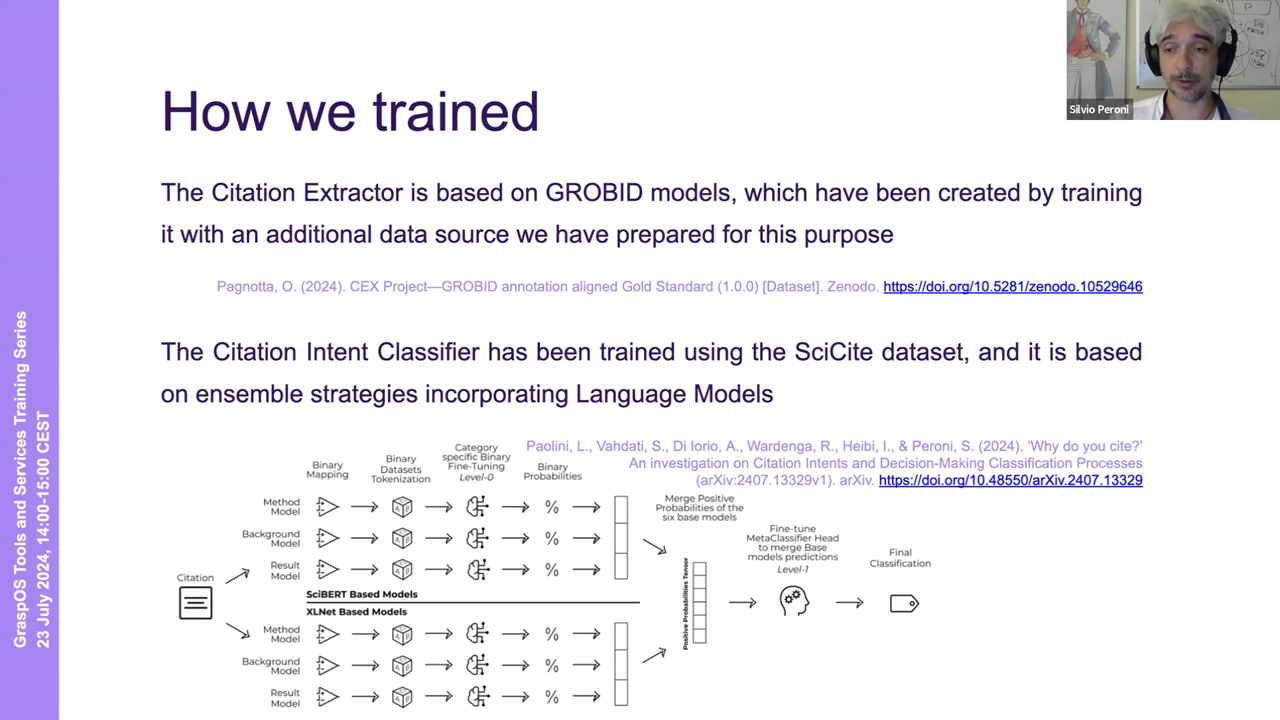 Silvio Peroni
How we trained
The Citation Extractor is based on GROBID models, which have been created by training
it with an additional data source we have prepared for this purpose
Pagnotta, O. (2024). CEX Project—GROBID annotation aligned Gold Standard (1.0.0) [Dataset]. Zenodo. https://doi.org/10.5281/zenodo.10529646
The Citation Intent Classifier has been trained using the SciCite dataset, and it is based
on ensemble strategies incorporating Language Models
Paolini, L., Vahdati, S., Di Iorio, A., Wardenga, R., Heibi, I., & Peroni, S. (2024). ‘Why do you cite?’
An investigation on Citation Intents and Decision-Making Classification Processes
(arXiv:2407.13329v1). arXiv. https://doi.org/10.48550/arXiv.2407.13329
Binary
Mapping
Binary
Datasets
Tokenization
Category
specific Binary
Fine-Tuning
Level-0
Binary
Probabilities
Merge Positive
Probabilities of the
six base models
Fine-tune
MetaClassifier Head
to merge Base
models predictions
Level-1
Final
Classification
Citation
Method
Model
%
Background
Model
%
Result
Model
%
SciBERT Based Models
XLNet Based Models
Method
Model
%
Background
Model
%
Result
Model
%
Positive Probabilities Tensor
GraspOS Tools and Services Training Series
23 July 2024, 14:00-15:00 CEST